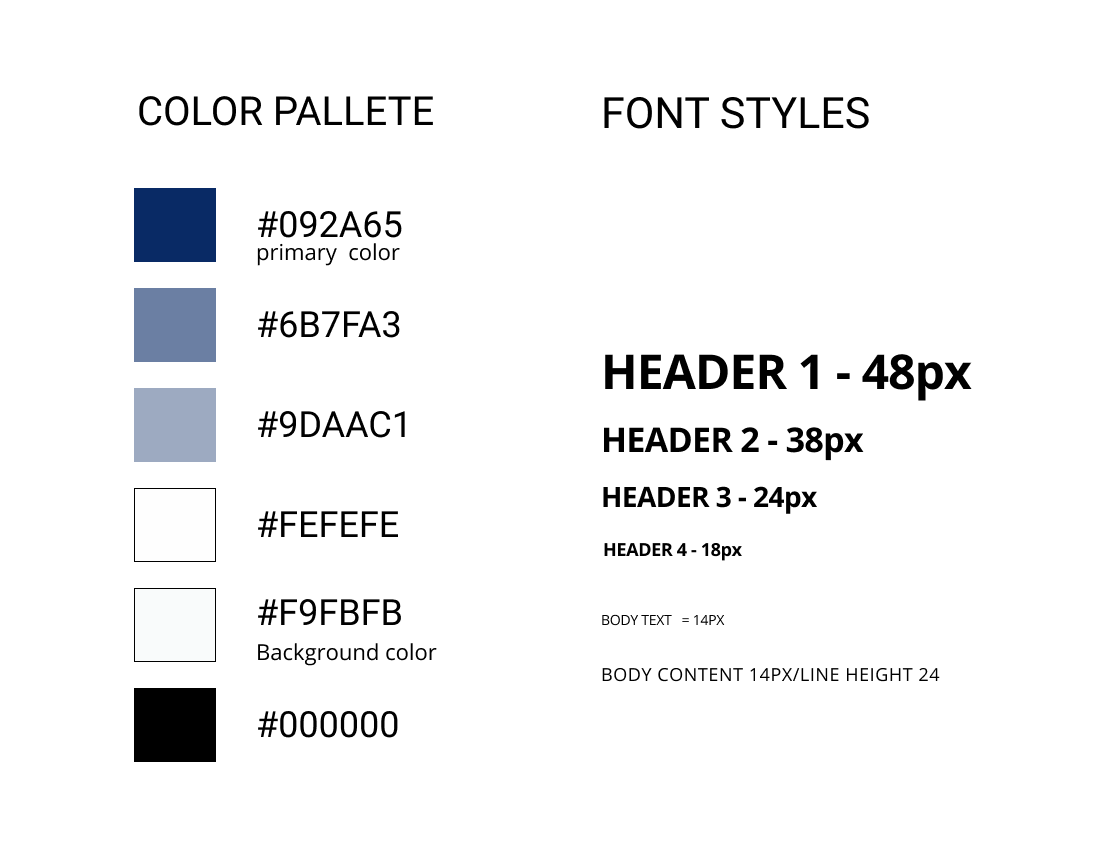 COLOR PALLETE
#092A65
primary  color
#6B7FA3
#9DAAC1
#FEFEFE
#F9FBFB
Background color
#000000
FONT STYLES
HEADER 1 - 48px
HEADER 2 - 38px
HEADER 3 - 24px
HEADER 4 - 18px
BODY TEXT  = 14PX
BODY CONTENT 14PX/LINE HEIGHT 24